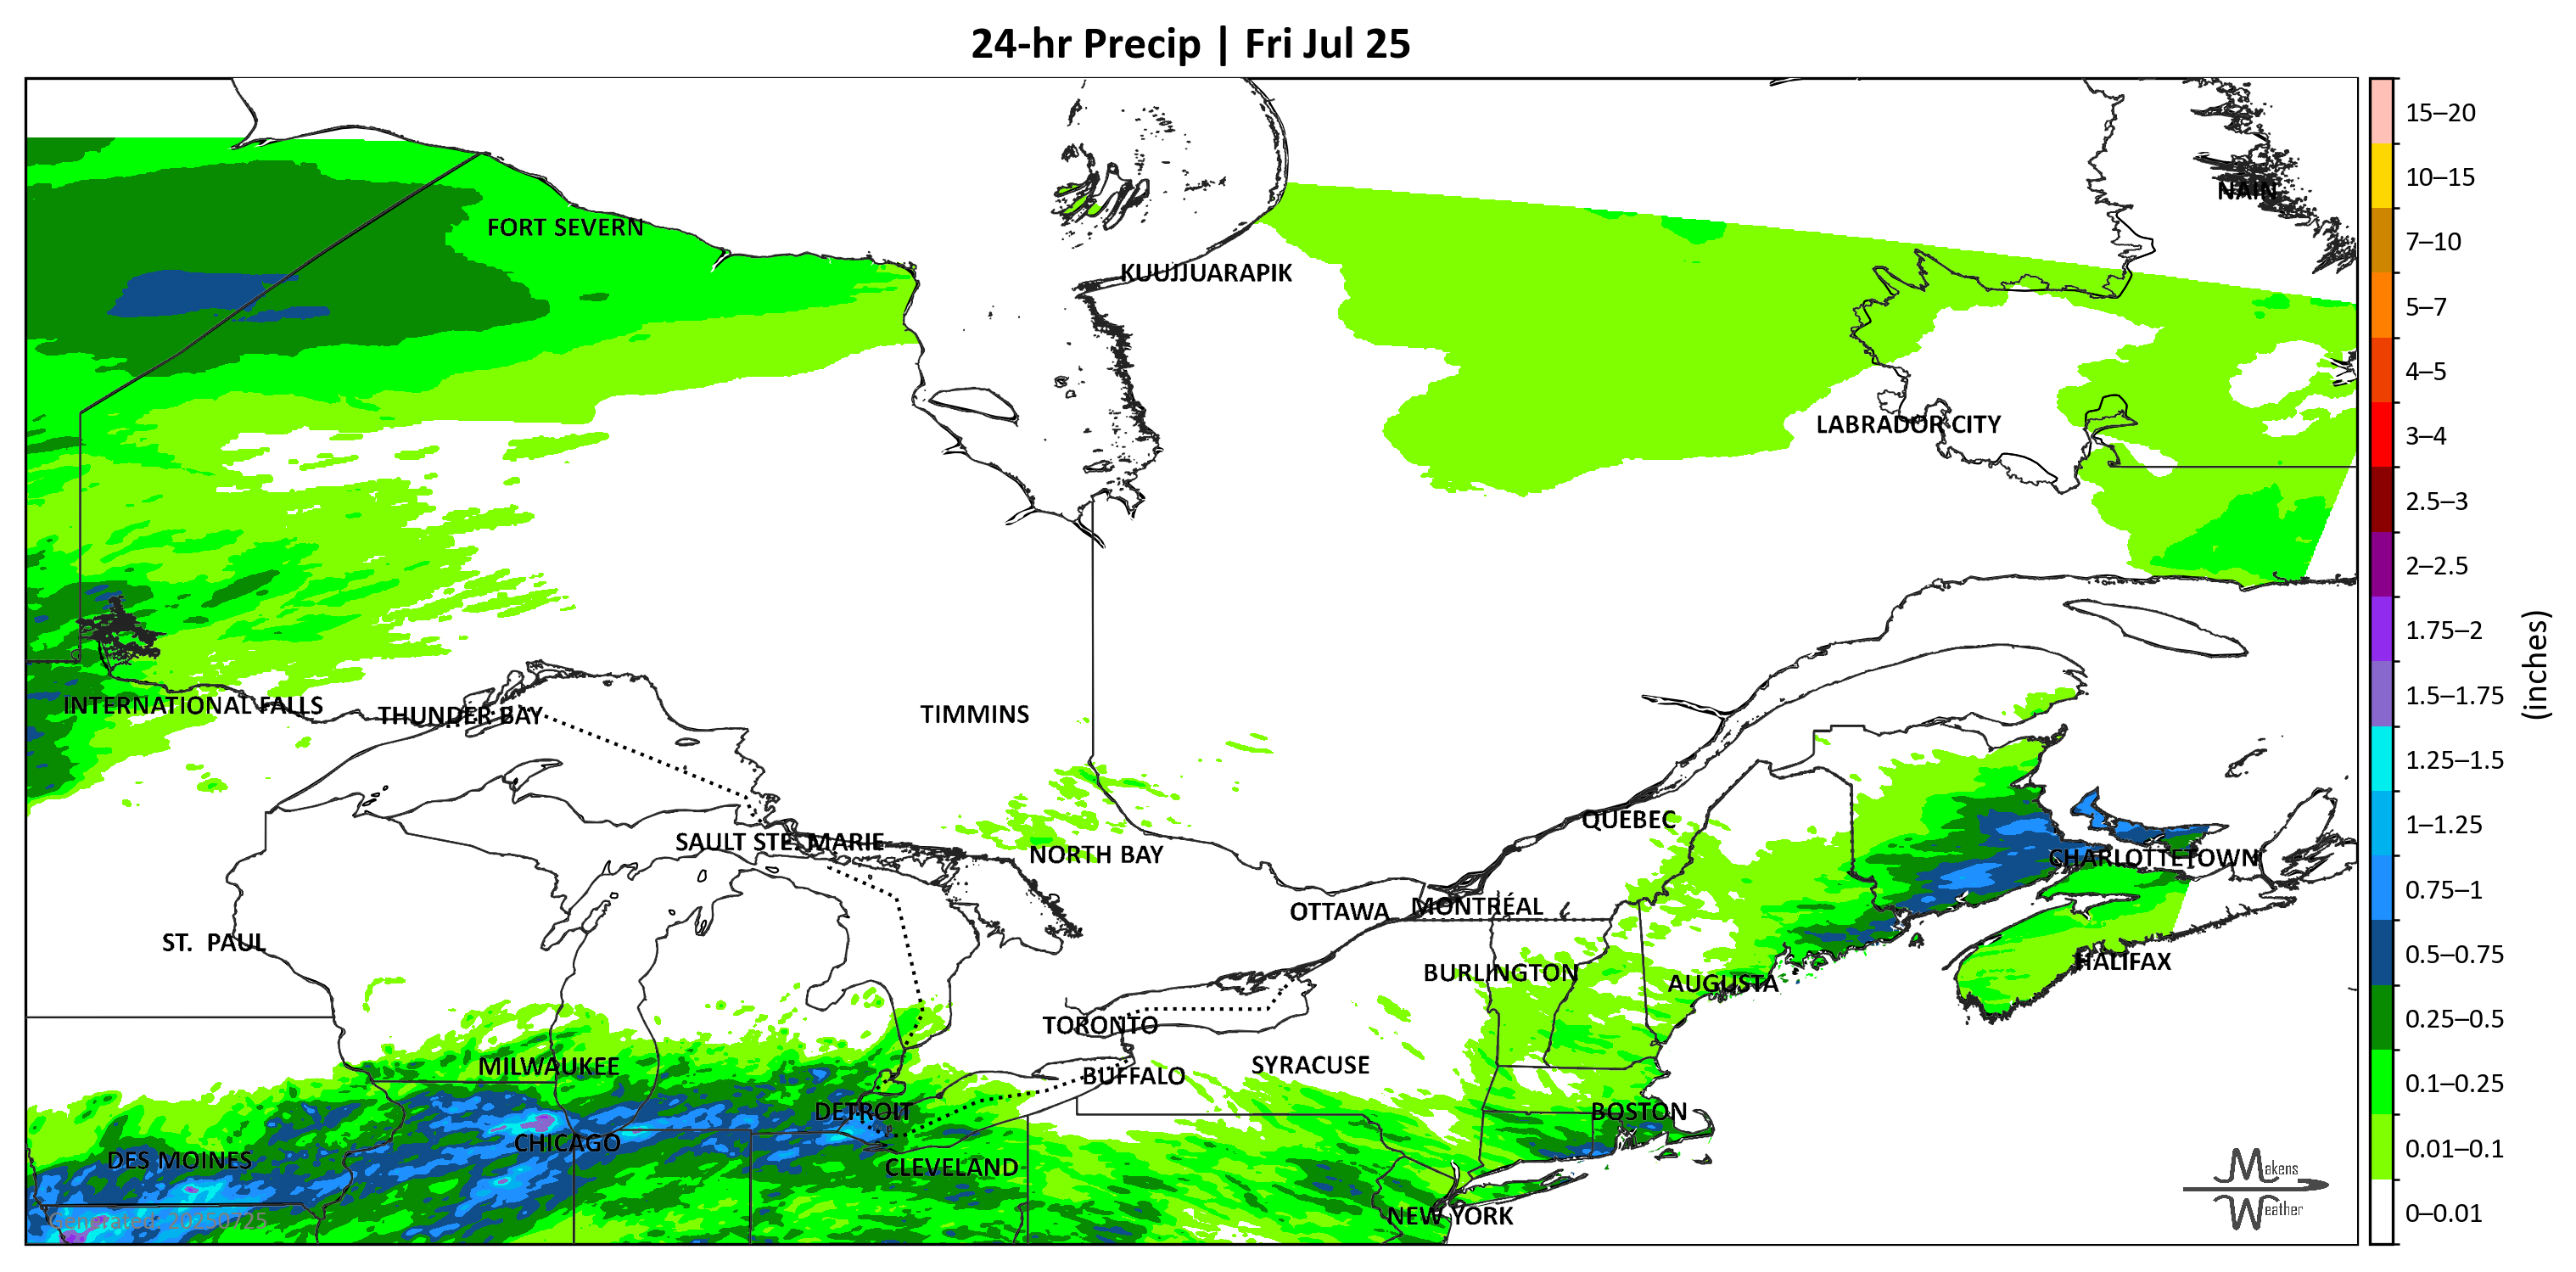 24-hr Precip | Fri Jul 25
15–20
10–15
NAIN
FORT SEVERN
7–10
KUUJJUARAPIK
5–7
4–5
LABRADOR CITY
3–4
2.5–3
2–2.5
1.75–2
(inches)
1.5–1.75
INTERNATIONAL FALLS
THUNDER BAY
TIMMINS
1.25–1.5
QUEBEC
1–1.25
SAULT STE. MARIE
NORTH BAY
CHARLOTTETOWN
0.75–1
OTTAWA
MONTRÉAL
ST. PAUL
0.5–0.75
HALIFAX
BURLINGTON
AUGUSTA
0.25–0.5
TORONTO
MILWAUKEE
SYRACUSE
BUFFALO
0.1–0.25
DETROIT
BOSTON
CHICAGO
0.01–0.1
DES MOINES
CLEVELAND
Makens
Weather
0–0.01
NEW YORK
Generated: 20250725